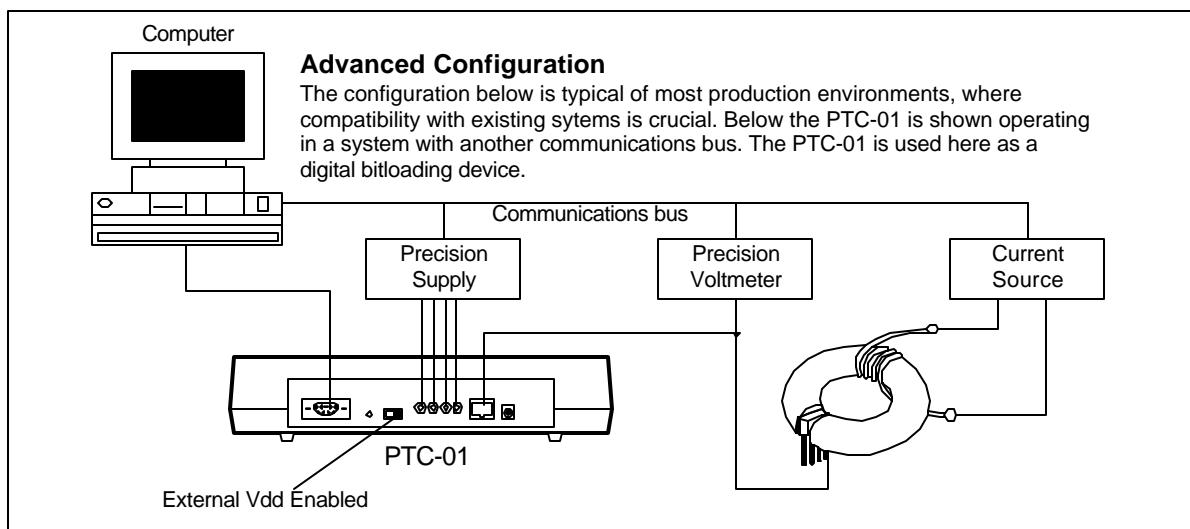 Computer
Advanced Configuration
The configuration below is typical of most production environments, where
compatibility with existing sytems is crucial. Below the PTC-01 is shown operating
in a system with another communications bus. The PTC-01 is used here as a
digital bitloading device.
Communications bus
Precision
Supply
Precision
Voltmeter
Current
Source
PTC-01
External Vdd Enabled